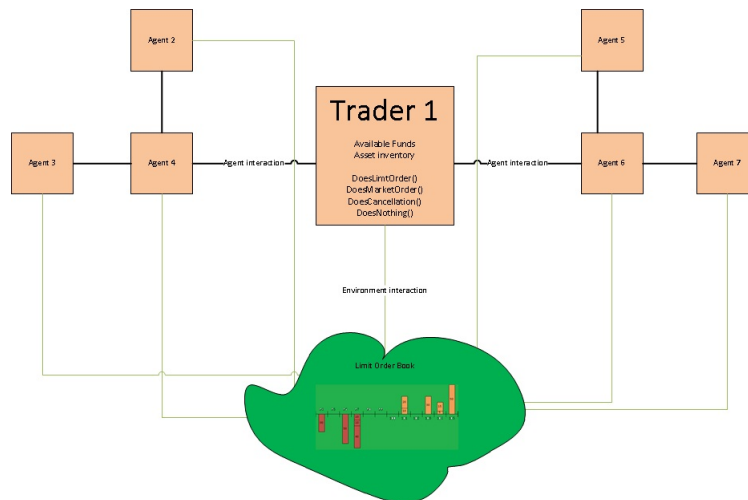 Agent 2
Agent 5
Trader 1
Available Funds
Asset inventory
DoesLimtOrder()
DoesMarketOrder()
DoesCancellation()
DoesNothing()
Agent 3
Agent 4
Agent interaction
Agent interaction
Agent 6
Agent 7
Environment interaction
Limit Order Book